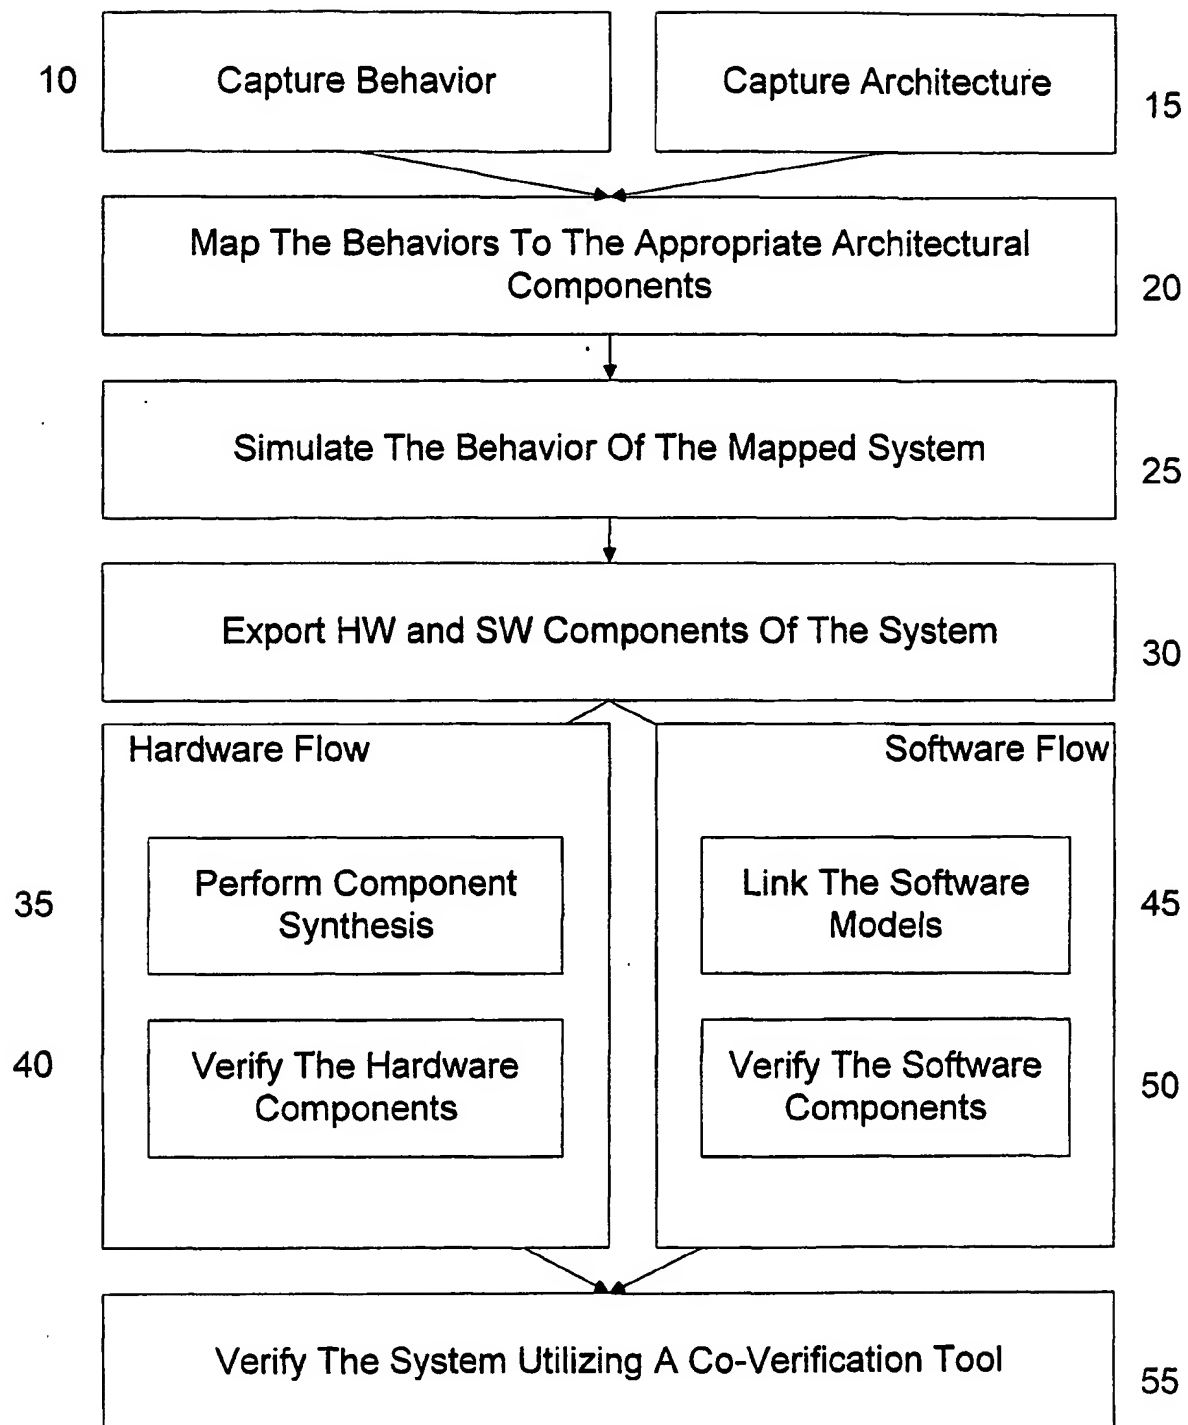 10
Capture Behavior
Capture Architecture
15
Map The Behaviors To The Appropriate Architectural
Components
20
Simulate The Behavior Of The Mapped System
25
Export HW and SW Components Of The System
30
Hardware Flow
Software Flow
35
Perform Component
Synthesis
Link The Software
Models
45
40
Verify The Hardware
Components
Verify The Software
Components
50
Verify The System Utilizing A Co-Verification Tool
55